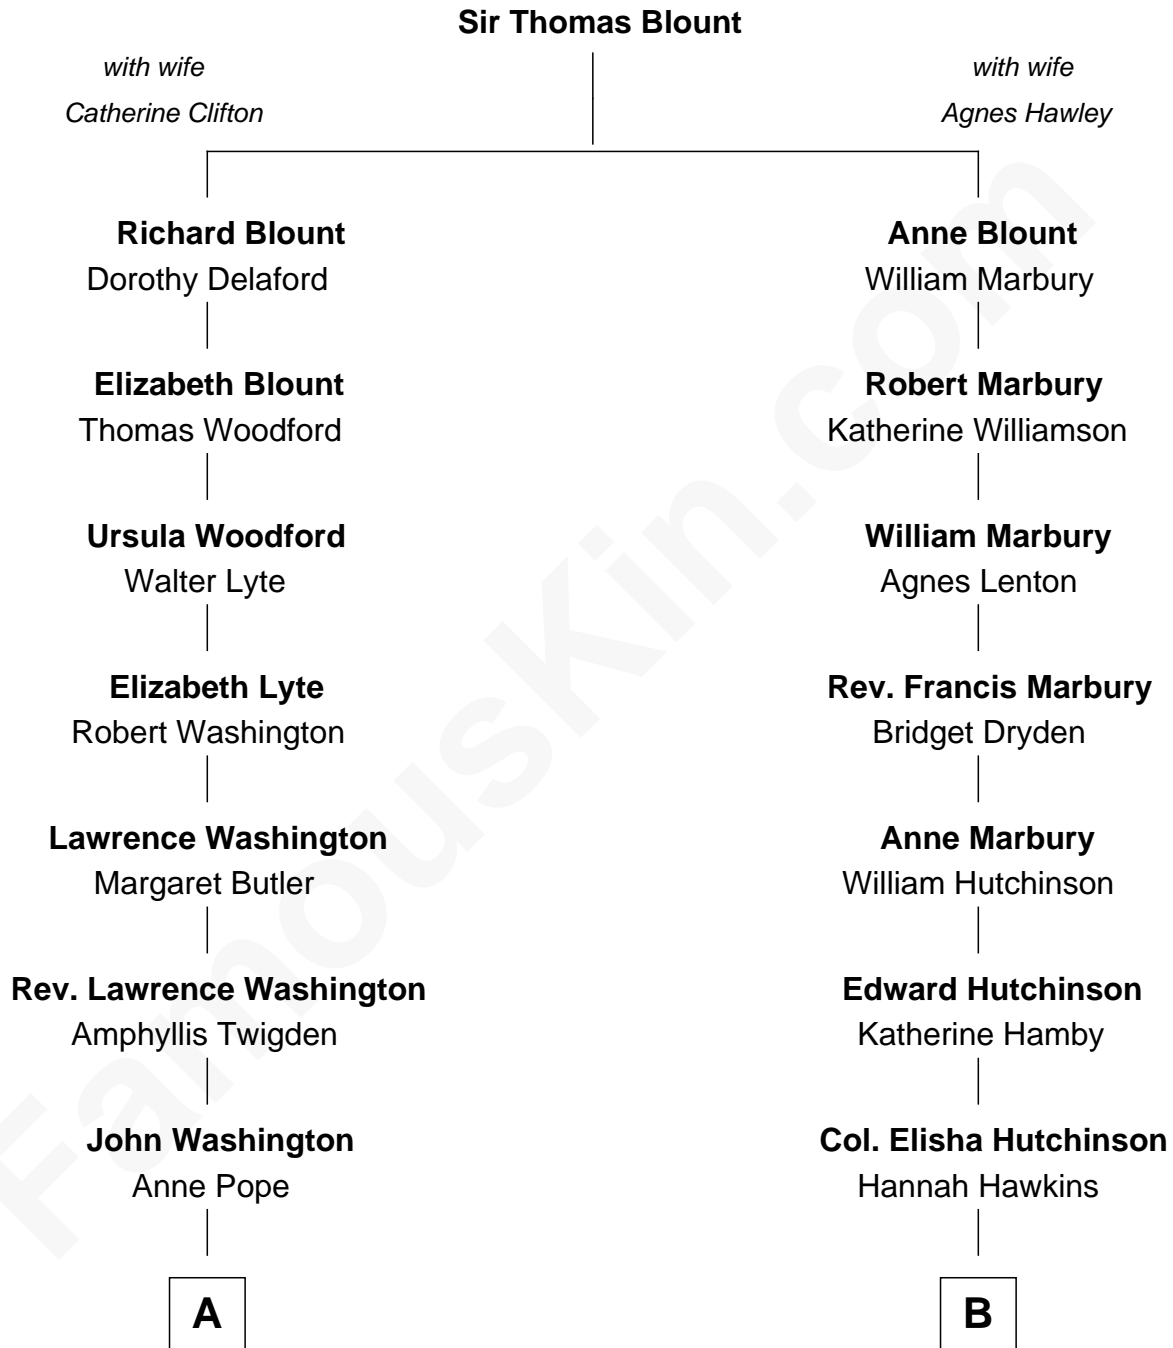 Sir Thomas Blount
with wife
Catherine Clifton
with wife
Agnes Hawley
Richard Blount
Dorothy Delaford
Anne Blount
William Marbury
Elizabeth Blount
Thomas Woodford
Robert Marbury
Katherine Williamson
Ursula Woodford
Walter Lyte
William Marbury
Agnes Lenton
Elizabeth Lyte
Robert Washington
Rev. Francis Marbury
Bridget Dryden
Lawrence Washington
Margaret Butler
Anne Marbury
William Hutchinson
Rev. Lawrence Washington
Amphyllis Twigden
Edward Hutchinson
Katherine Hamby
John Washington
Anne Pope
Col. Elisha Hutchinson
Hannah Hawkins
A
B
FamousKin.com